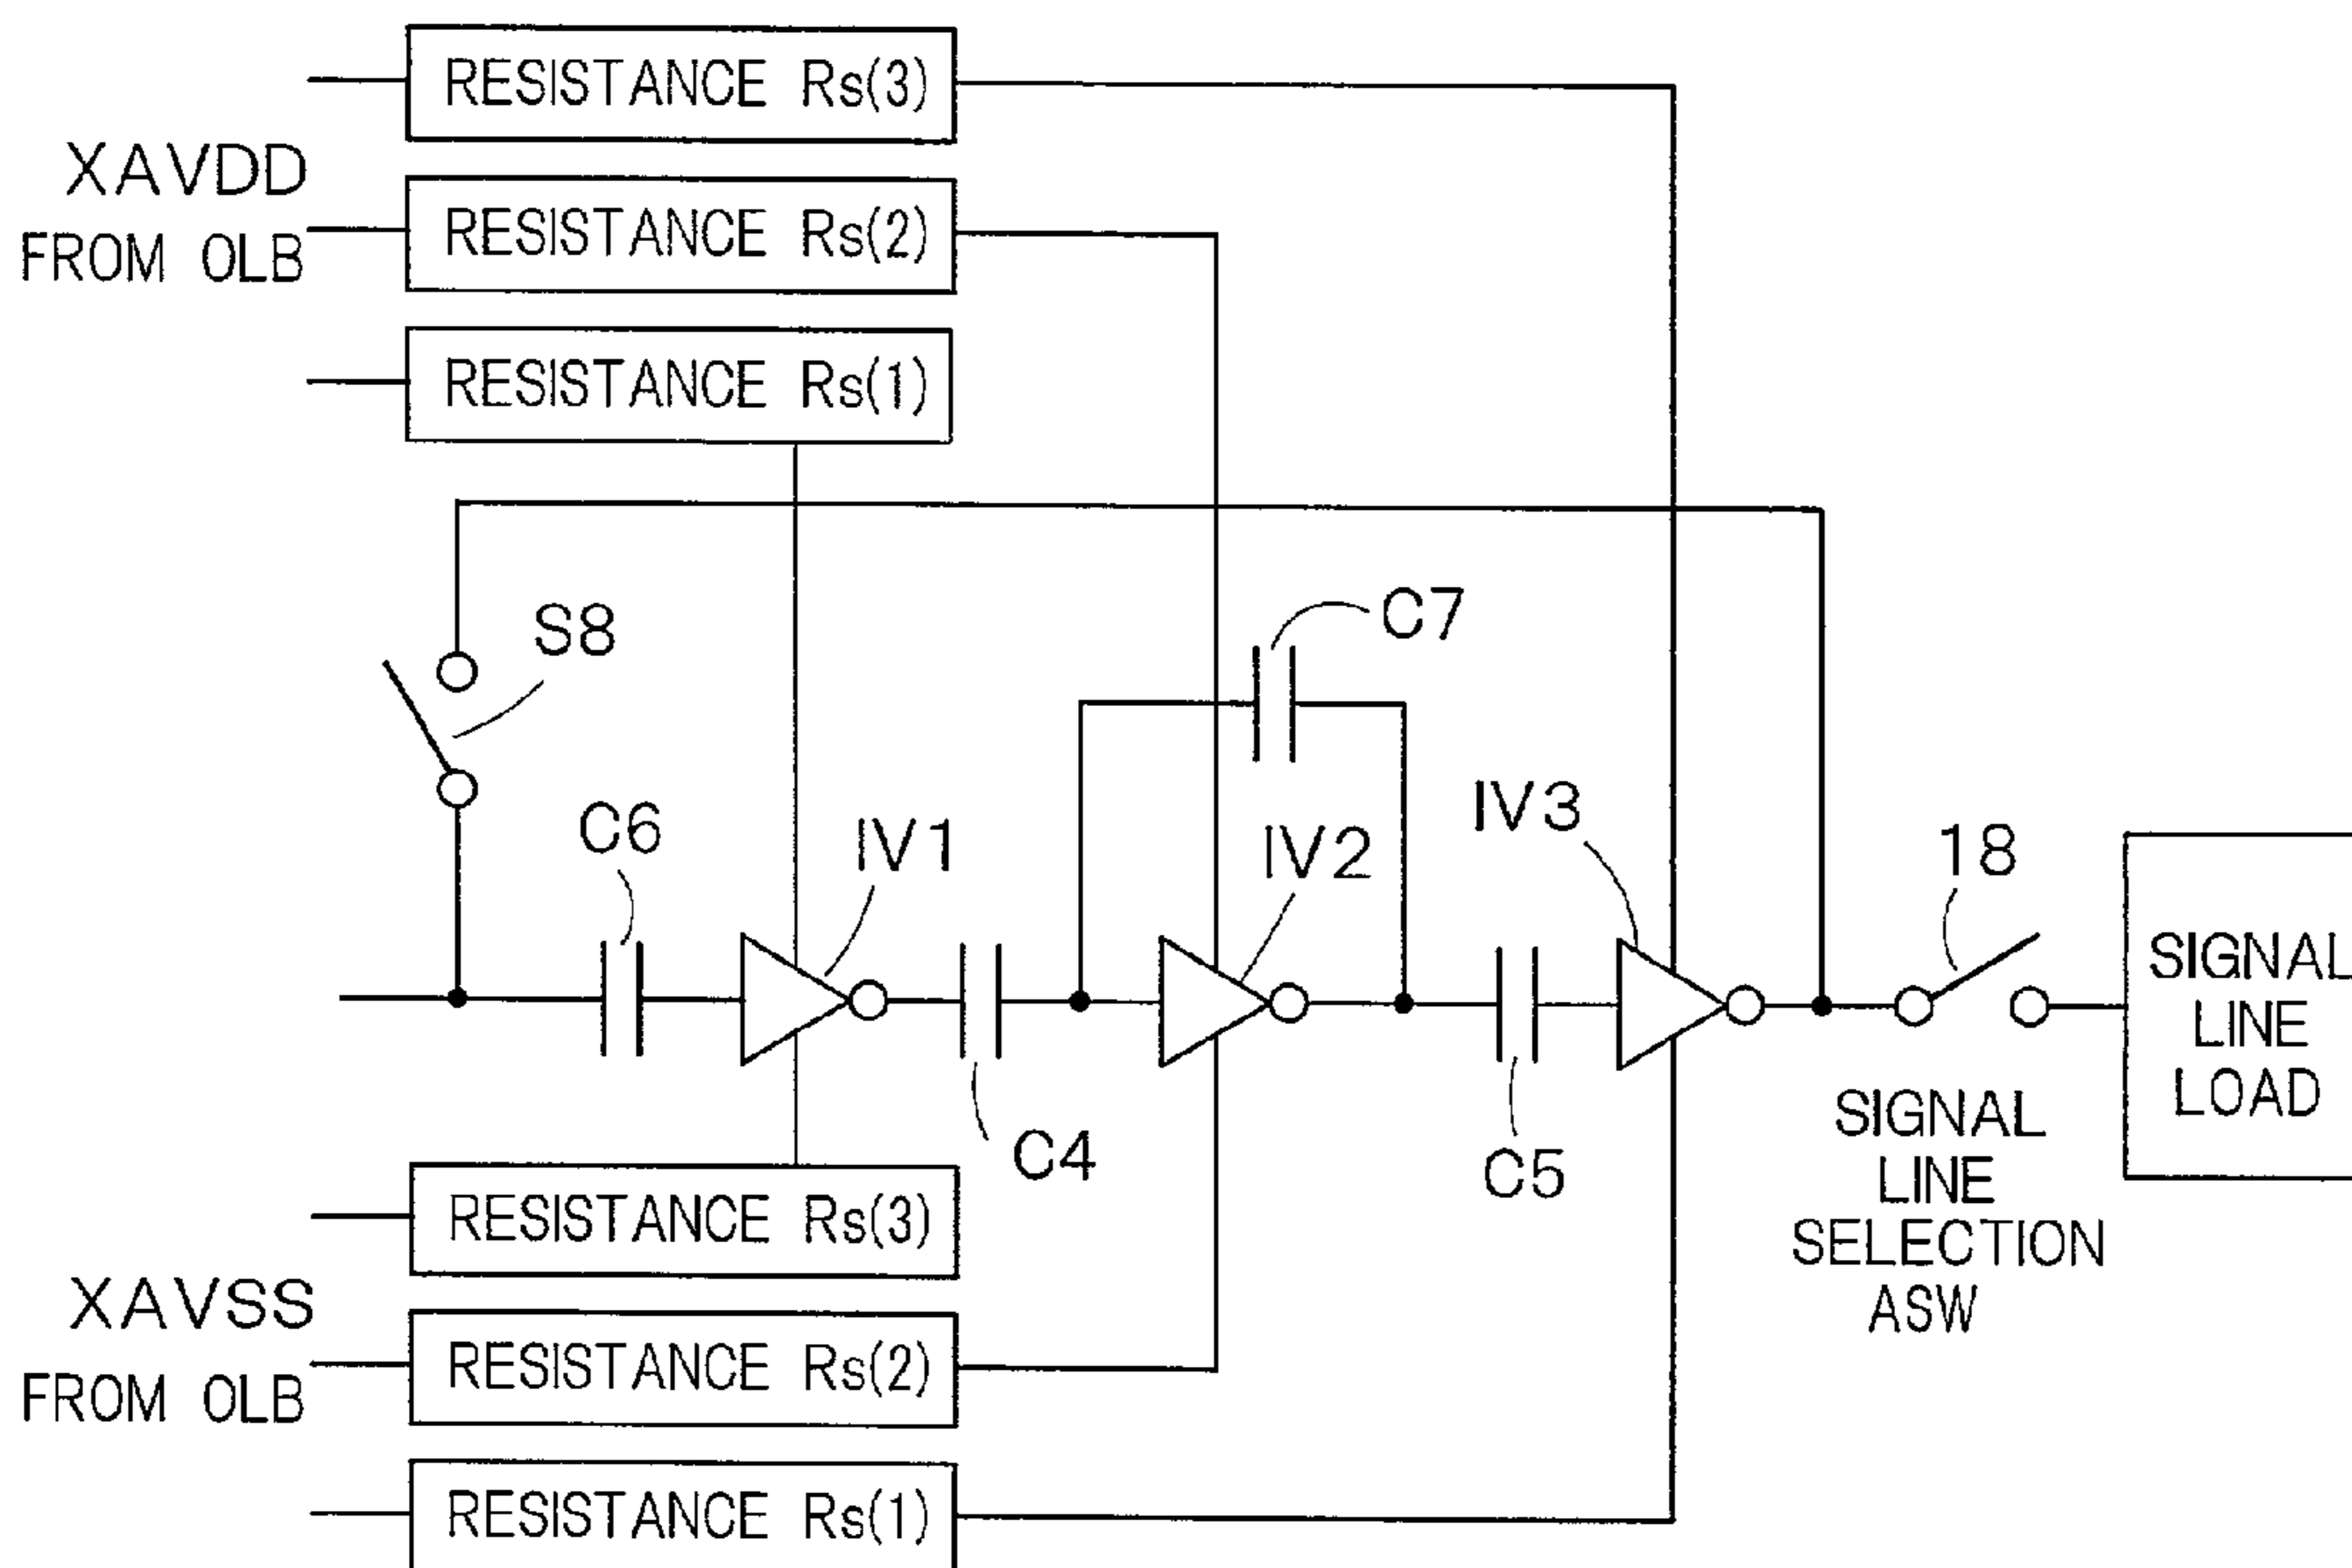 RESISTANCE Rs(3)
XAVDD
FROM OLB
RESISTANCE Rs(2)
RESISTANCE Rs(1)
S8
C7
C6
IV1
IV2
IV3
18
SIGNAL
LINE
LOAD
C4
C5
SIGNAL
LINE
SELECTION
ASW
RESISTANCE Rs(3)
XAVSS
FROM OLB
RESISTANCE Rs(2)
RESISTANCE Rs(1)